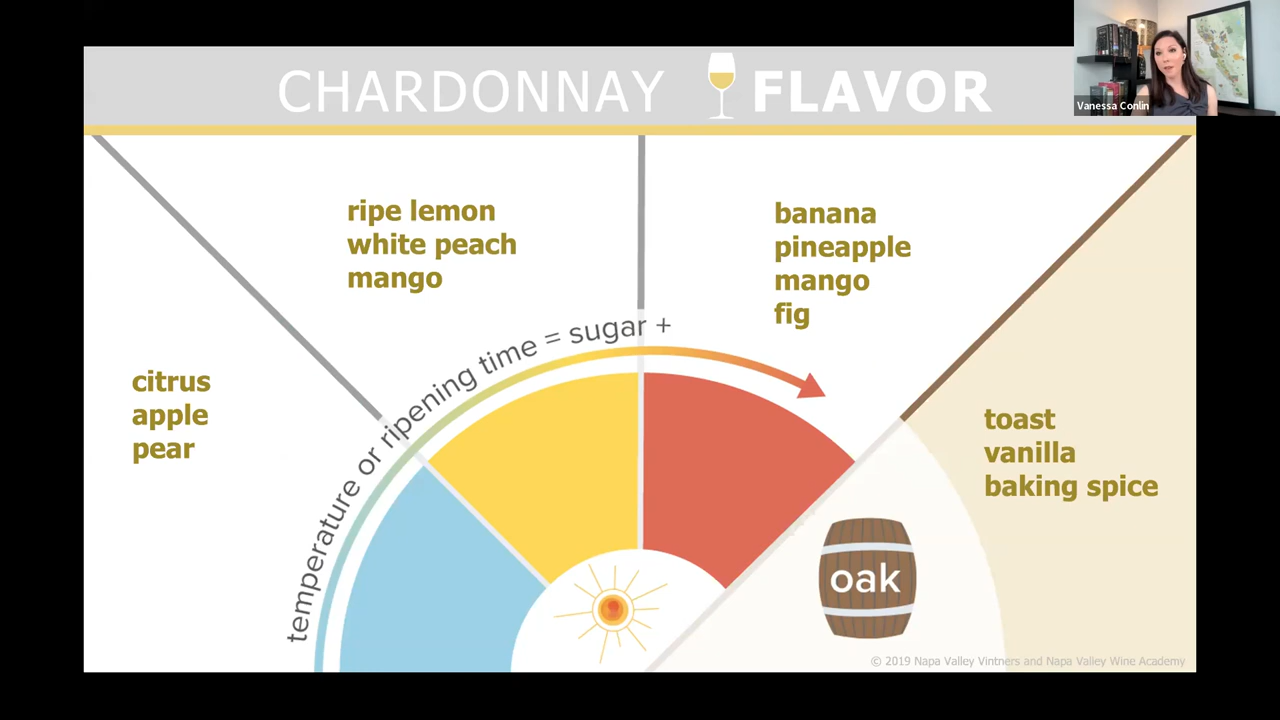 CHARDONNAY FLAVOR
Vanessa Conlin
ripe lemon
white peach
mango
banana
pineapple
mango
fig
temperature or ripening time = sugar +
citrus
apple
pear
toast
vanilla
baking spice
oak
© 2019 Napa Valley Vintners and Napa Valley Wine Academy